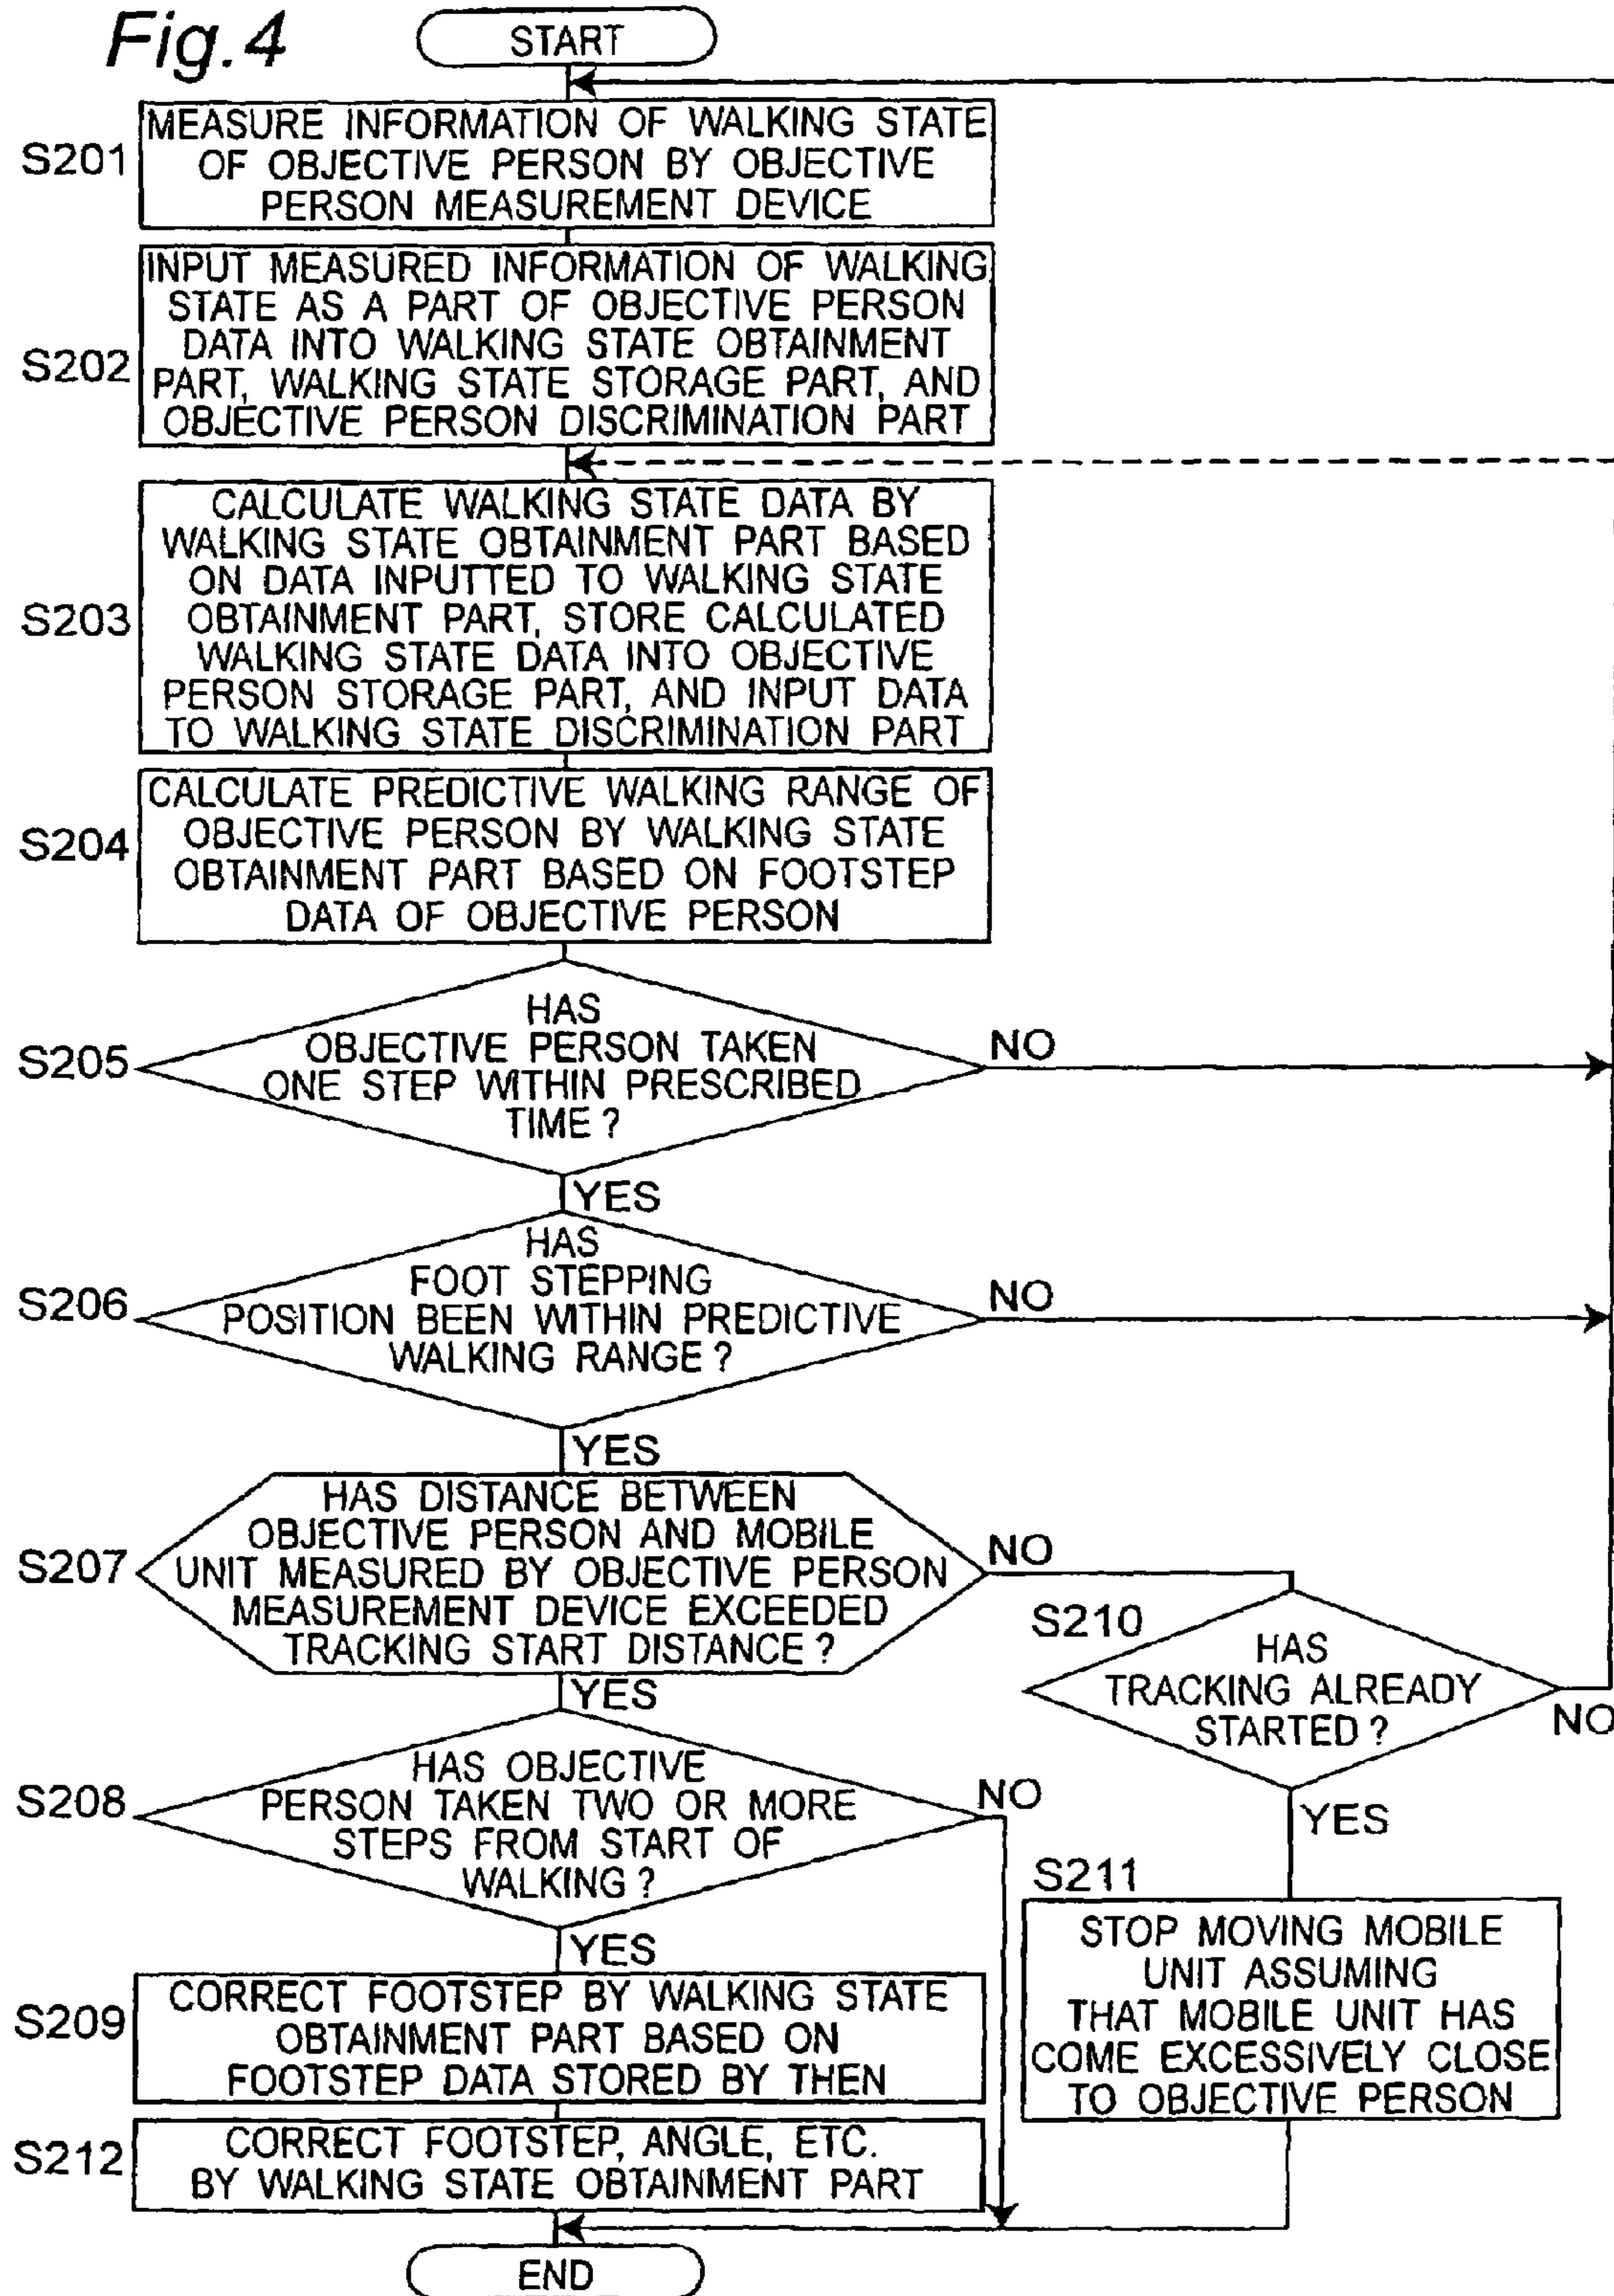 Fig.4
START
S201
MEASURE INFORMATION OF WALKING STATE
OF OBJECTIVE PERSON BY OBJECTIVE
PERSON MEASUREMENT DEVICE
S202
INPUT MEASURED INFORMATION OF WALKING
STATE AS A PART OF OBJECTIVE PERSON
DATA INTO WALKING STATE OBTAINMENT
PART, WALKING STATE STORAGE PART, AND
OBJECTIVE PERSON DISCRIMINATION PART
S203
CALCULATE WALKING STATE DATA BY
WALKING STATE OBTAINMENT PART BASED
ON DATA INPUTTED TO WALKING STATE
OBTAINMENT PART, STORE CALCULATED
WALKING STATE DATA INTO OBJECTIVE
PERSON STORAGE PART, AND INPUT DATA
TO WALKING STATE DISCRIMINATION PART
S204
CALCULATE PREDICTIVE WALKING RANGE OF
OBJECTIVE PERSON BY WALKING STATE
OBTAINMENT PART BASED ON FOOTSTEP
DATA OF OBJECTIVE PERSON
S205
HAS
OBJECTIVE PERSON TAKEN
ONE STEP WITHIN PRESCRIBED
TIME ?
NO
YES
S206
HAS
FOOT STEPPING
POSITION BEEN WITHIN PREDICTIVE
WALKING RANGE ?
NO
YES
S207
HAS DISTANCE BETWEEN
OBJECTIVE PERSON AND MOBILE
UNIT MEASURED BY OBJECTIVE PERSON
MEASUREMENT DEVICE EXCEEDED
TRACKING START DISTANCE ?
NO
YES
S210
HAS
TRACKING ALREADY
STARTED ?
NO
YES
S208
HAS OBJECTIVE
PERSON TAKEN TWO OR MORE
STEPS FROM START OF
WALKING ?
NO
YES
S211
STOP MOVING MOBILE
UNIT ASSUMING
THAT MOBILE UNIT HAS
COME EXCESSIVELY CLOSE
TO OBJECTIVE PERSON
S209
CORRECT FOOTSTEP BY WALKING STATE
OBTAINMENT PART BASED ON
FOOTSTEP DATA STORED BY THEN
S212
CORRECT FOOTSTEP, ANGLE, ETC.
BY WALKING STATE OBTAINMENT PART
END